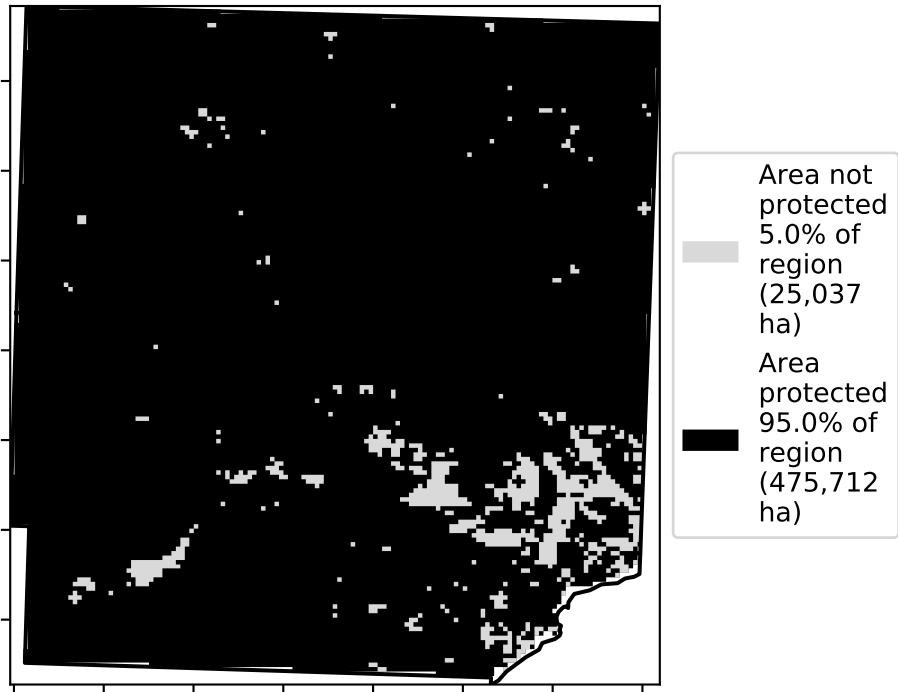 Area not
protected
5.0% of
region
(25,037
ha)
Area
protected
95.0% of
region
(475,712
ha)